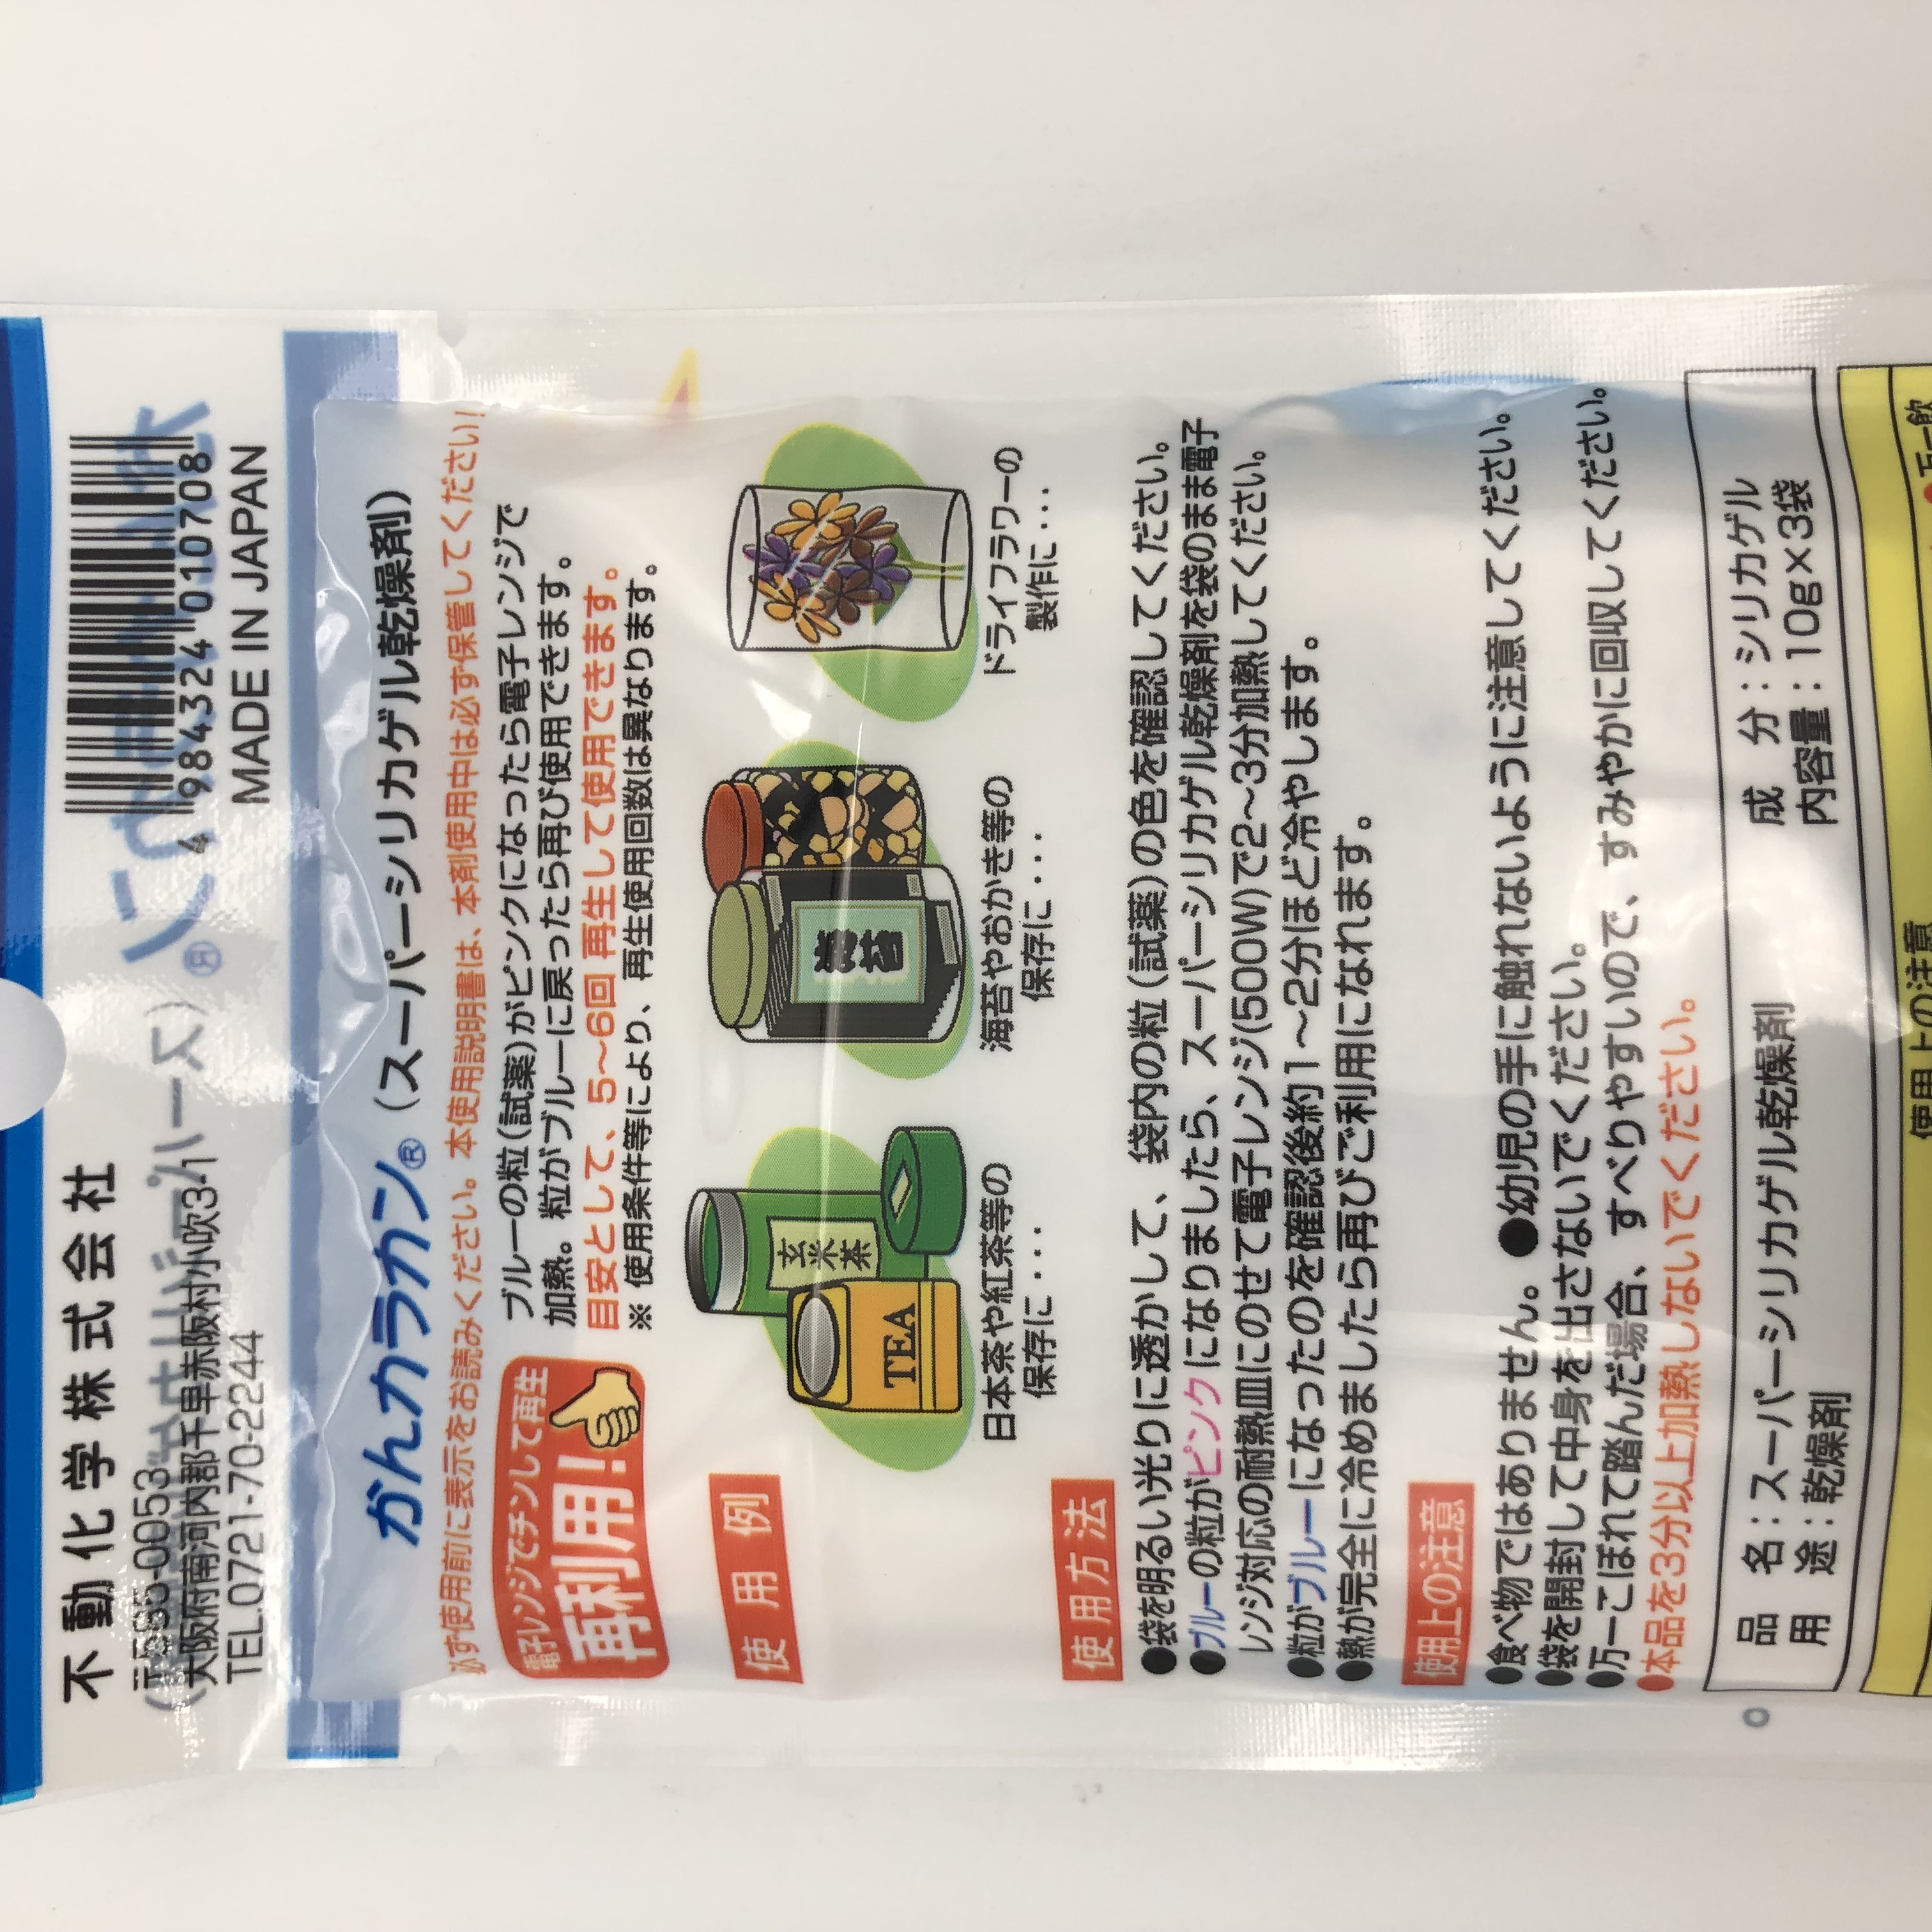 不動化学株式会社
〒585-0053
大阪府南河内郡千早赤阪村小吹3-1
TEL.0721-70-2244
4 984324 010708
MADE IN JAPAN
かんカラカン®(スーパーシリカゲル乾燥剤)
必ず使用前に表示をお読みください。本使用説明書は、本剤使用中は必ず保管してください!
電子レンジでチンして再生
再利用!
ブルーの粒(試薬)がピンクになったら電子レンジで
加熱。粒がブルーに戻ったら再び使用できます。
目安として、5〜6回 再生して使用できます。
※ 使用条件等により、再生使用回数は異なります。
使用例
玄米茶
TEA
海苔
日本茶や紅茶等の
保存に・・・・
海苔やおかき等の
保存に・・・・
ドライフラワーの
製作に・・・・
使用方法
●袋を明るい光りに透かして、袋内の粒(試薬)の色を確認してください。
●ブルーの粒がピンクになりましたら、スーパーシリカゲル乾燥剤を袋のまま電子
レンジ対応の耐熱皿にのせて電子レンジ(500W)で2〜3分加熱してください。
●粒がブルーになったのを確認後約1〜2分ほど冷やします。
●熱が完全に冷めましたら再びご利用になれます。
使用上の注意
●食べ物ではありません。●幼児の手に触れないように注意してください。
●袋を開封して中身を出さないでください。
●万一こぼれて踏んだ場合、すべりやすいので、すみやかに回収してください。
●本品を3分以上加熱しないでください。
品名:スーパーシリカゲル乾燥剤 成分:シリカゲル
用途:乾燥剤 内容量:10g×3袋
使用上の注意
●万一飲